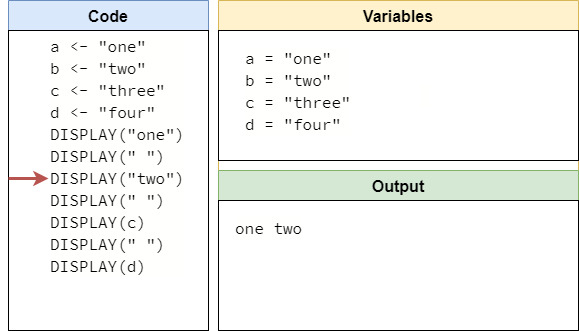 Code
a <- "one"
b <- "two"
c <- "three"
d <- "four"
DISPLAY("one")
DISPLAY(" ")
DISPLAY("two")
DISPLAY(" ")
DISPLAY(c)
DISPLAY(" ")
DISPLAY(d)
Variables
a = "one"
b = "two"
c = "three"
d = "four"
Output
one two